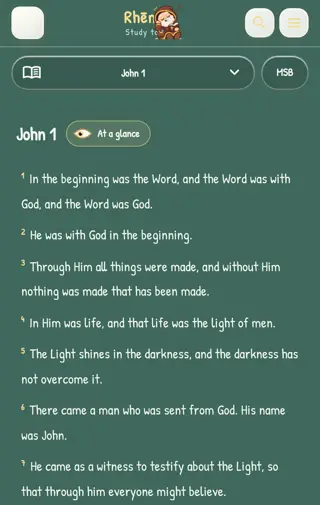 Rhēm
Study to
John 1
MSB
John 1
At a glance
1 In the beginning was the Word, and the Word was with
God, and the Word was God.
2 He was with God in the beginning.
3 Through Him all things were made, and without Him
nothing was made that has been made.
4 In Him was life, and that life was the light of men.
5 The Light shines in the darkness, and the darkness has
not overcome it.
6 There came a man who was sent from God. His name
was John.
7 He came as a witness to testify about the Light, so
that through him everyone might believe.